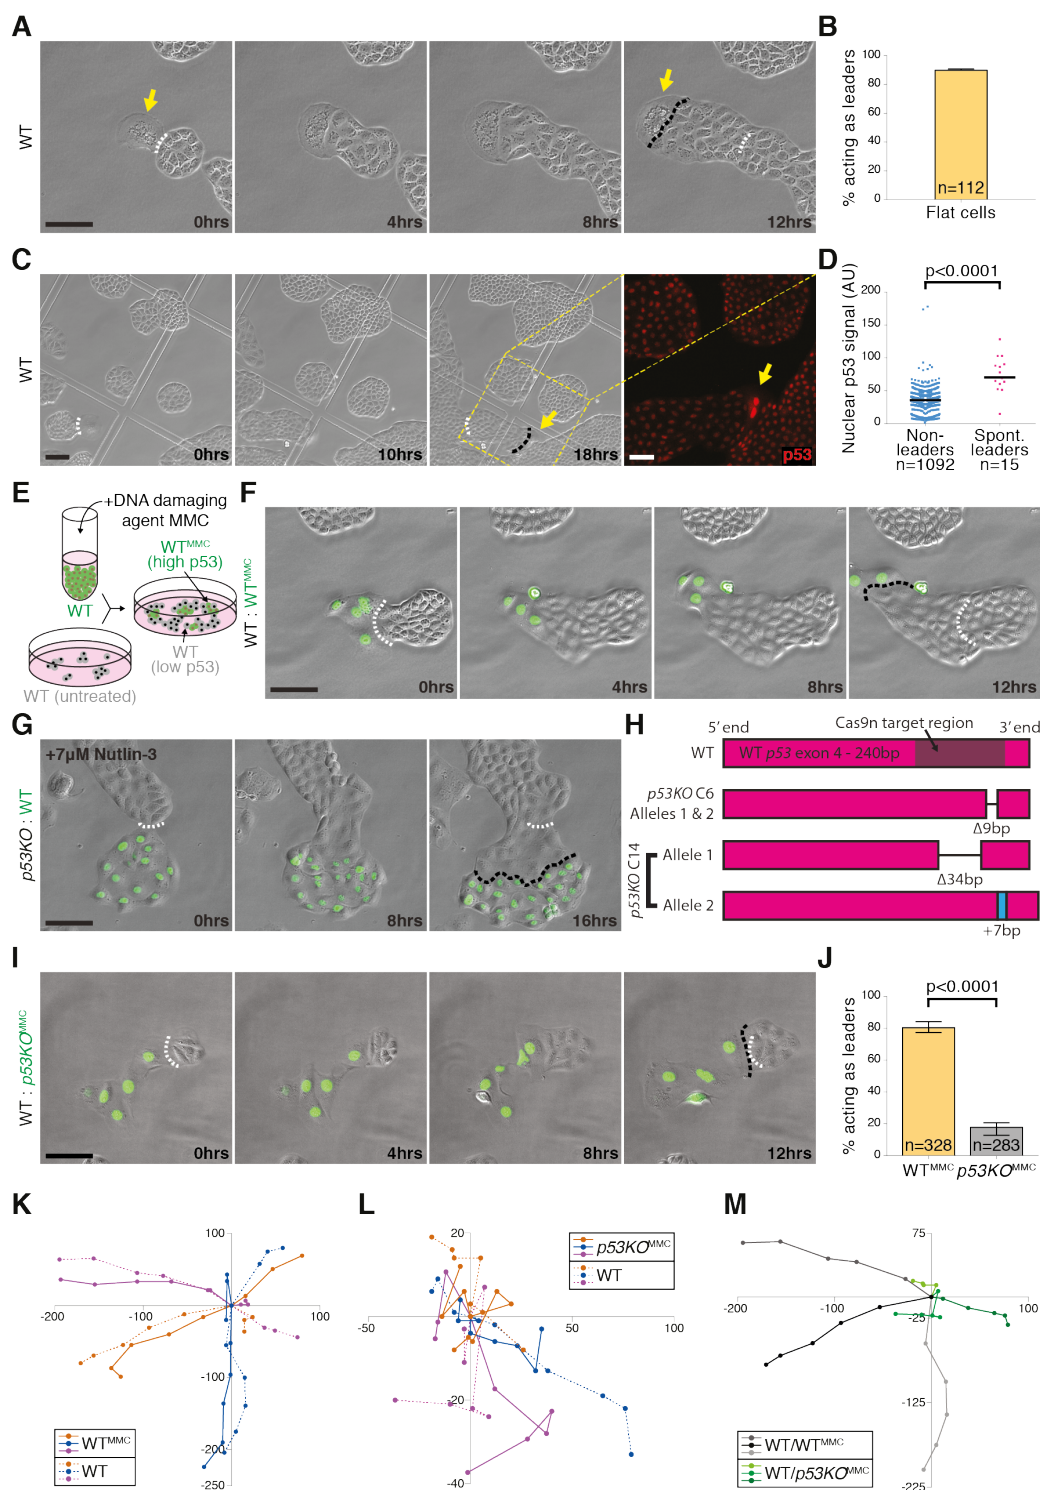 A
WT
0hrs
4hrs
8hrs
12hrs
B
% acting as leaders
100
80
60
40
20
0
n=112
Flat cells
C
WT
0hrs
10hrs
18hrs
p53
D
Nuclear p53 signal (AU)
p<0.0001
200
150
100
50
0
Non-
leaders
n=1092
Spont.
leaders
n=15
E
+DNA damaging
agent MMC
WTMMC
(high p53)
WT
WT
(low p53)
WT (untreated)
F
WT : WTMMC
0hrs
4hrs
8hrs
12hrs
G
p53KO : WT
+7µM Nutlin-3
0hrs
8hrs
16hrs
H
5' end
Cas9n target region
3' end
WT
WT p53 exon 4 - 240bp
p53KO C6
Alleles 1 & 2
Δ9bp
p53KO C14
Allele 1
Δ34bp
Allele 2
+7bp
I
WT : p53KOMMC
0hrs
4hrs
8hrs
12hrs
J
% acting as leaders
p<0.0001
100
80
60
40
20
0
n=328
n=283
WTMMC
p53KOMMC
K
100
-200
-100
100
-100
-200
-250
WTMMC
WT
L
20
-50
50
100
-20
-40
p53KOMMC
WT
M
75
-200
-100
100
-25
-125
-225
WT/WTMMC
WT/p53KOMMC